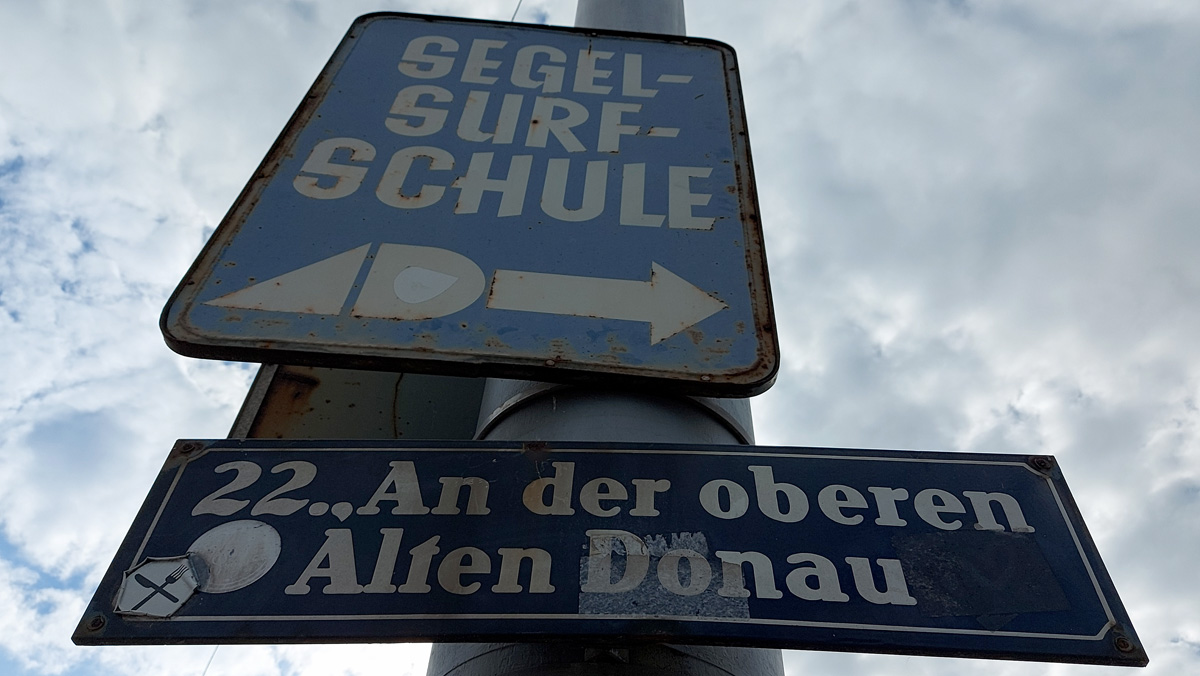 SEGEL-
SURF-
SCHULE
22., An der oberen
Alten Donau